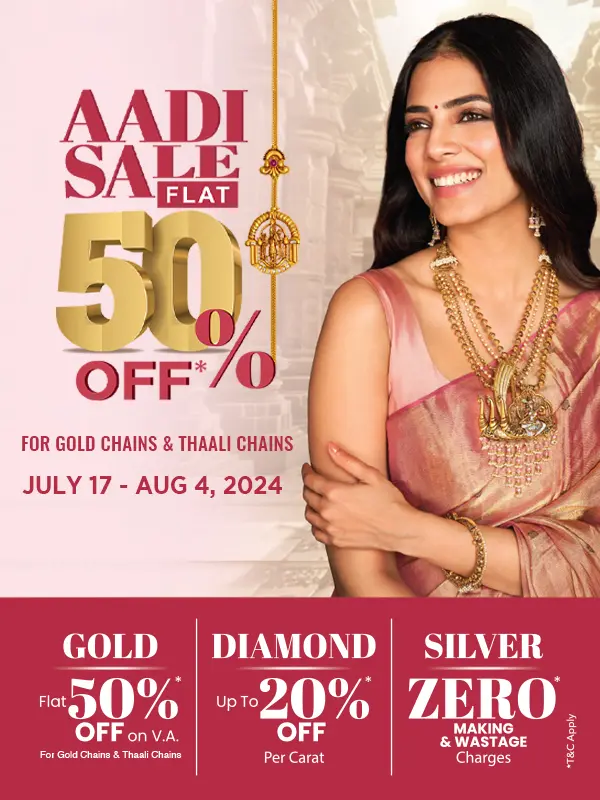 AADI
SALE
FLAT
50%
OFF*
FOR GOLD CHAINS & THAALI CHAINS
JULY 17 - AUG 4, 2024
GOLD
Flat 50%*
OFF on V.A.
For Gold Chains & Thaali Chains
DIAMOND
Up To 20%*
OFF
Per Carat
SILVER
ZERO*
MAKING
& WASTAGE
Charges
*T&C Apply